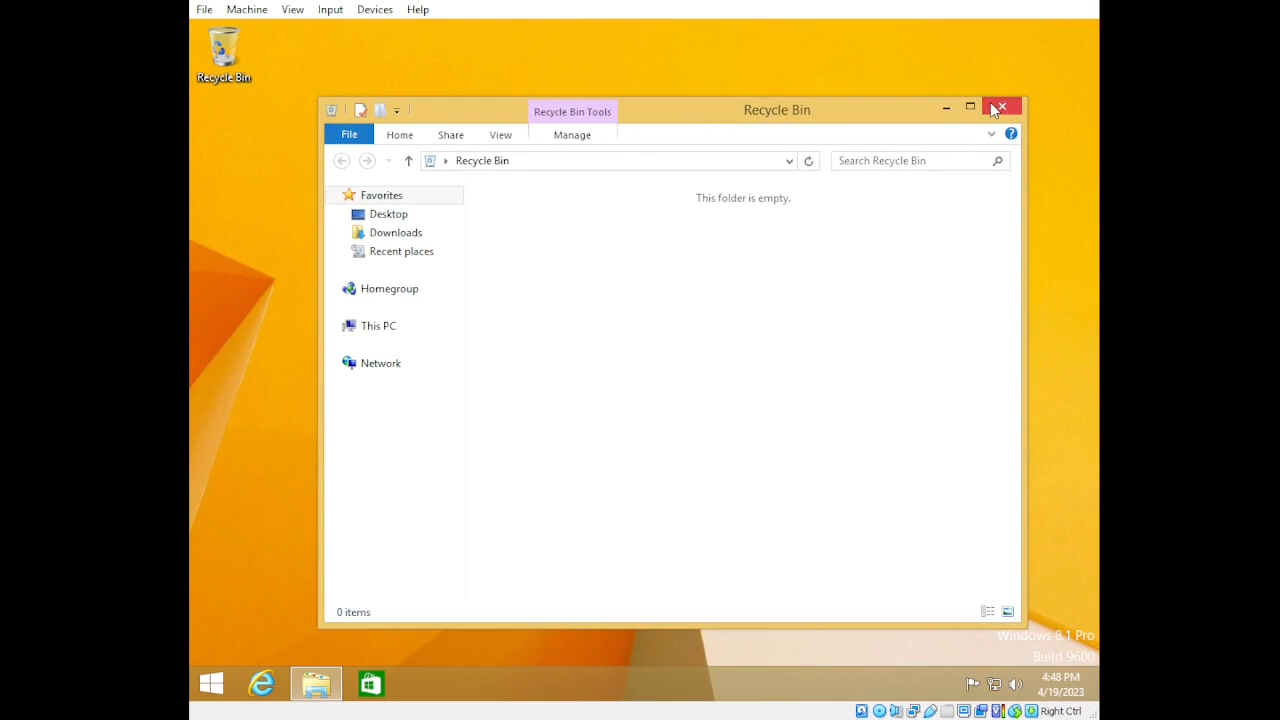 File Machine View Input Devices Help
Recycle Bin
Recycle Bin Tools
Recycle Bin
File Home Share View Manage
Recycle Bin
Search Recycle Bin
Favorites
Desktop
Downloads
Recent places
Homegroup
This PC
Network
This folder is empty.
0 items
Windows 8.1 Pro
Build 9600
4:48 PM
4/19/2023
Right Ctrl